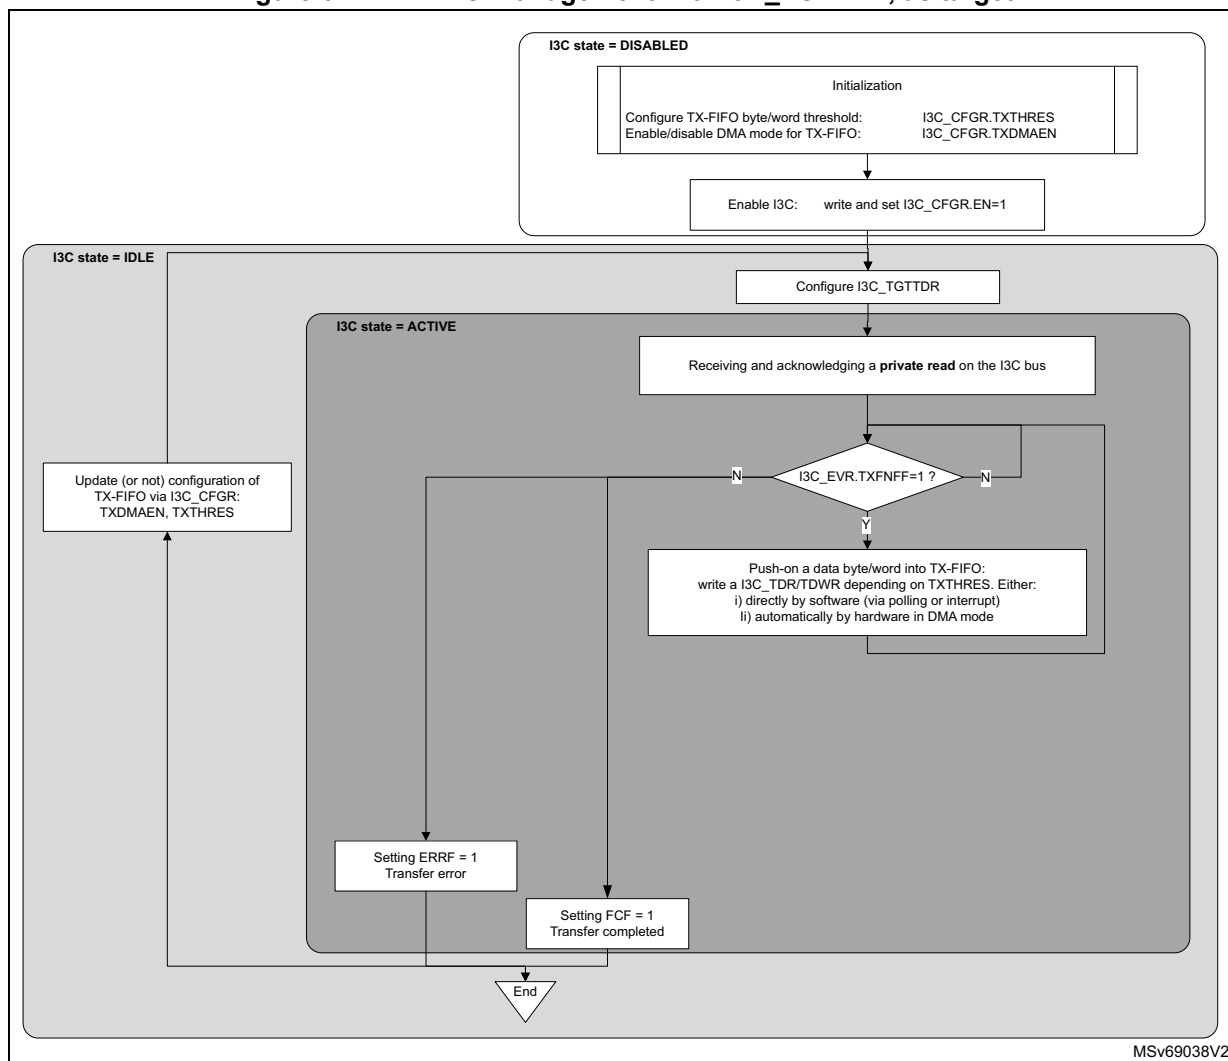 I3C state = DISABLED
Initialization
Configure TX-FIFO byte/word threshold: I3C_CFGR.TXTHRES
Enable/disable DMA mode for TX-FIFO: I3C_CFGR.TXDMAEN
Enable I3C: write and set I3C_CFGR.EN=1
I3C state = IDLE
Configure I3C_TGTTDR
I3C state = ACTIVE
Receiving and acknowledging a private read on the I3C bus
Update (or not) configuration of
TX-FIFO via I3C_CFGR:
TXDMAEN, TXTHRES
N
I3C_EVR.TXFNFF=1 ?
N
Y
Push-on a data byte/word into TX-FIFO:
write a I3C_TDR/TDWR depending on TXTHRES. Either:
i) directly by software (via polling or interrupt)
Ii) automatically by hardware in DMA mode
Setting ERRF = 1
Transfer error
Setting FCF = 1
Transfer completed
End
MSv69038V2